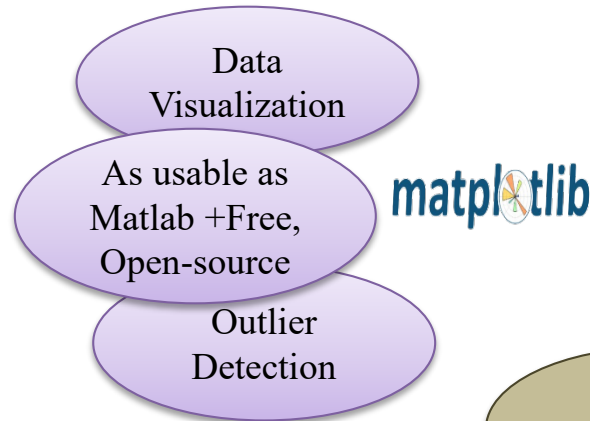 Data
Visualization
As usable as
Matlab +Free,
Open-source
matplotlib
Outlier
Detection